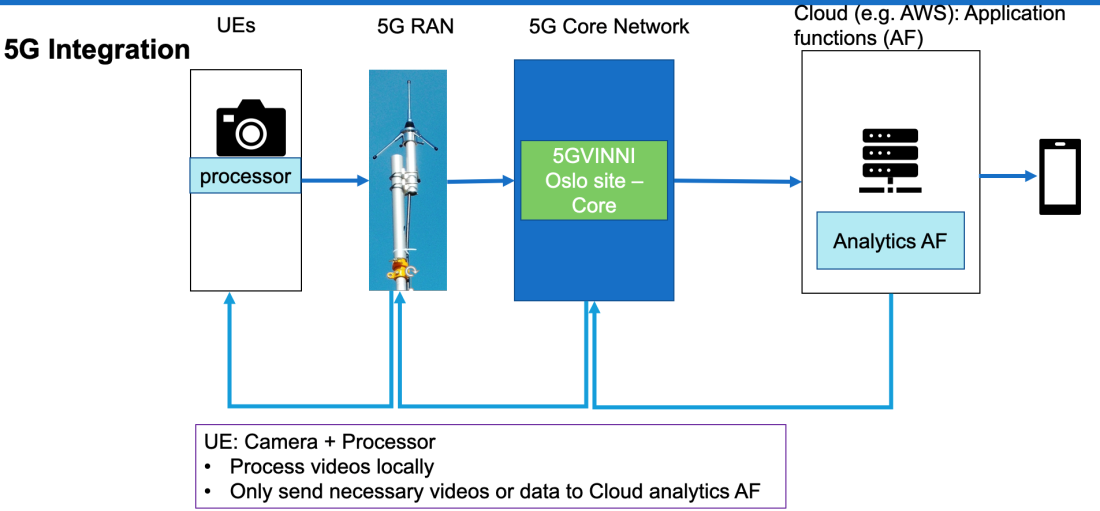 5G Integration
UEs
5G RAN
5G Core Network
Cloud (e.g. AWS): Application
functions (AF)
processor
5GVINNI
Oslo site –
Core
Analytics AF
UE: Camera + Processor
• Process videos locally
• Only send necessary videos or data to Cloud analytics AF